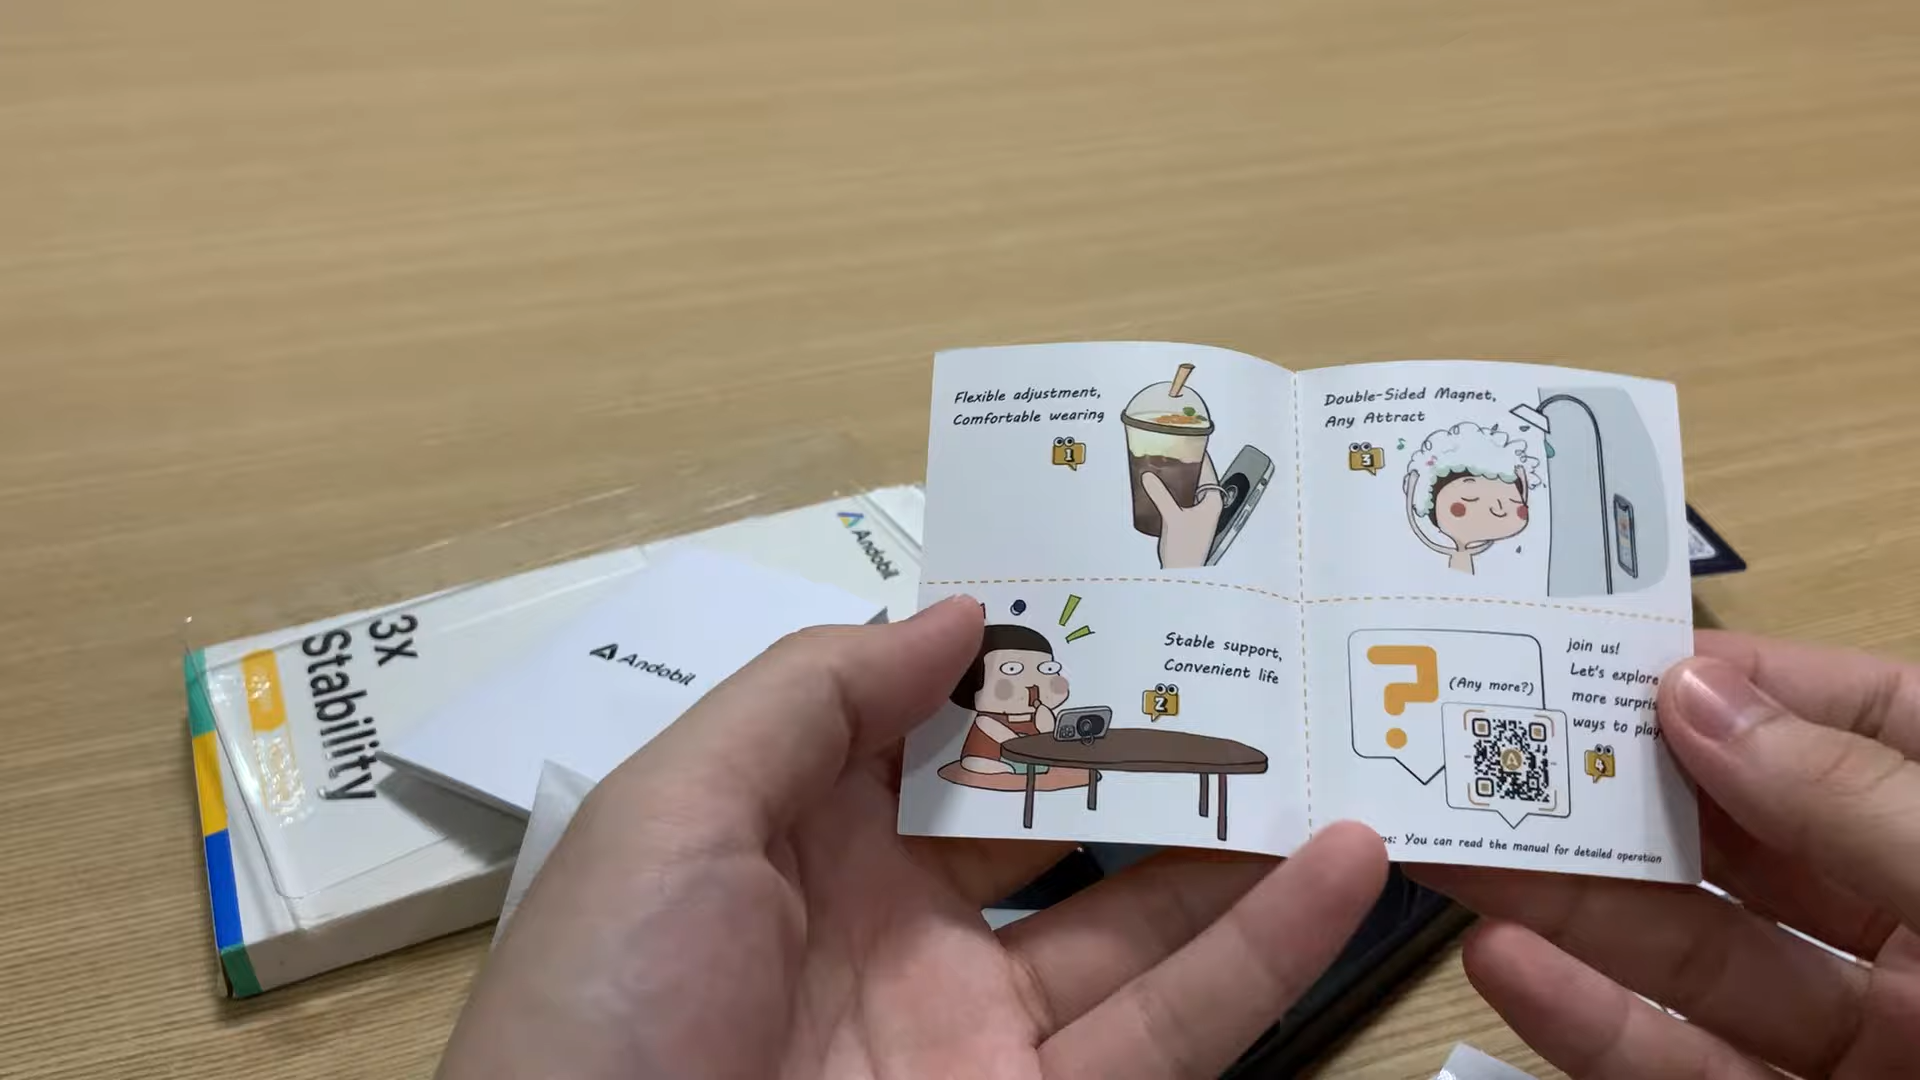 Flexible adjustment,
Comfortable wearing
1
Double-Sided Magnet,
Any Attract
3
Stable support,
Convenient life
2
?
(Any more?)
join us!
Let's explore
more surpris
ways to play
A
4
ps: You can read the manual for detailed operation
Andobil
3x
Stability
Andobil